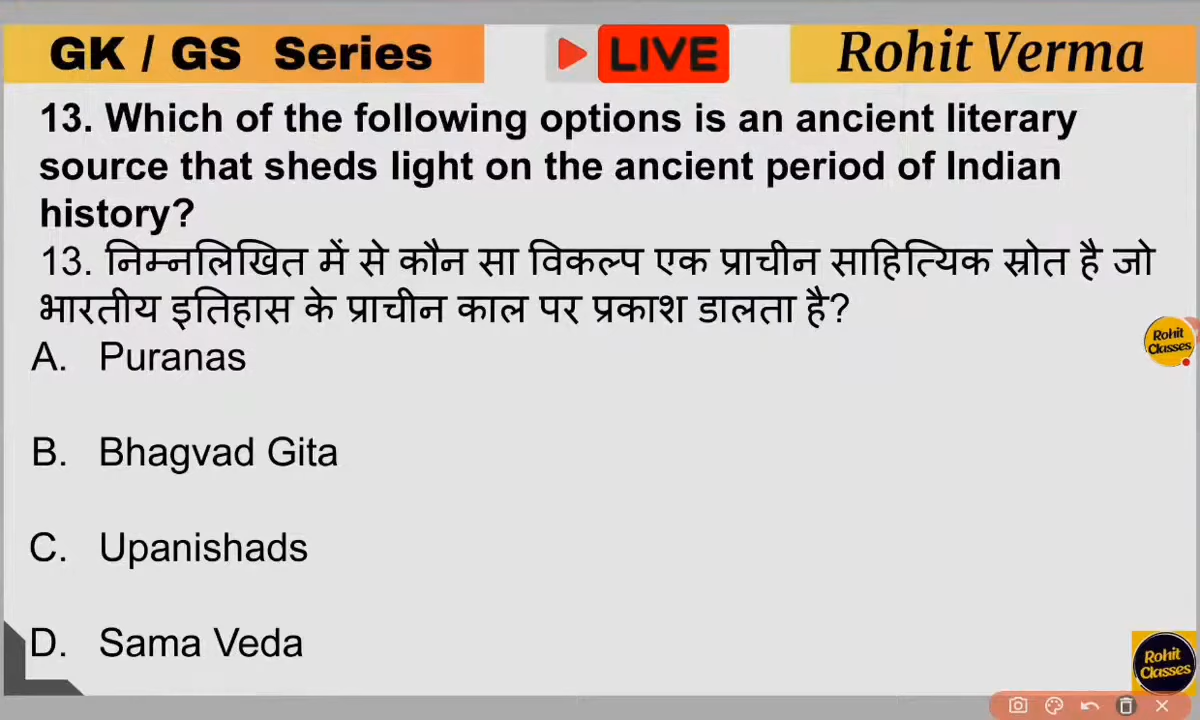 GK / GS Series
LIVE
Rohit Verma
13. Which of the following options is an ancient literary
source that sheds light on the ancient period of Indian
history?
13. निम्नलिखित में से कौन सा विकल्प एक प्राचीन साहित्यिक स्रोत है जो
भारतीय इतिहास के प्राचीन काल पर प्रकाश डालता है?
Rohit
Classes
A. Puranas
B. Bhagvad Gita
C. Upanishads
D. Sama Veda
Rohit
Classes